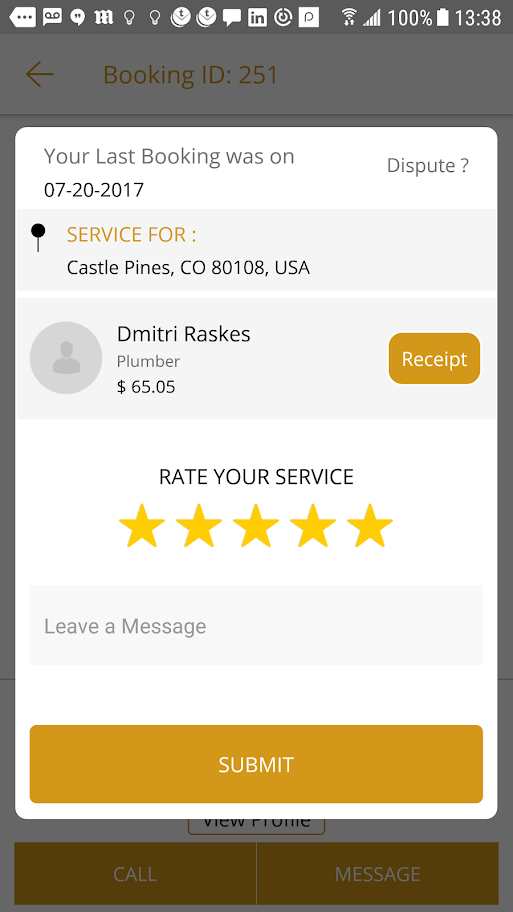 100% 13:38
Booking ID: 251
Your Last Booking was on
Dispute ?
07-20-2017
SERVICE FOR :
Castle Pines, CO 80108, USA
Dmitri Raskes
Plumber
Receipt
$ 65.05
RATE YOUR SERVICE
Leave a Message
SUBMIT
View Profile
CALL
MESSAGE